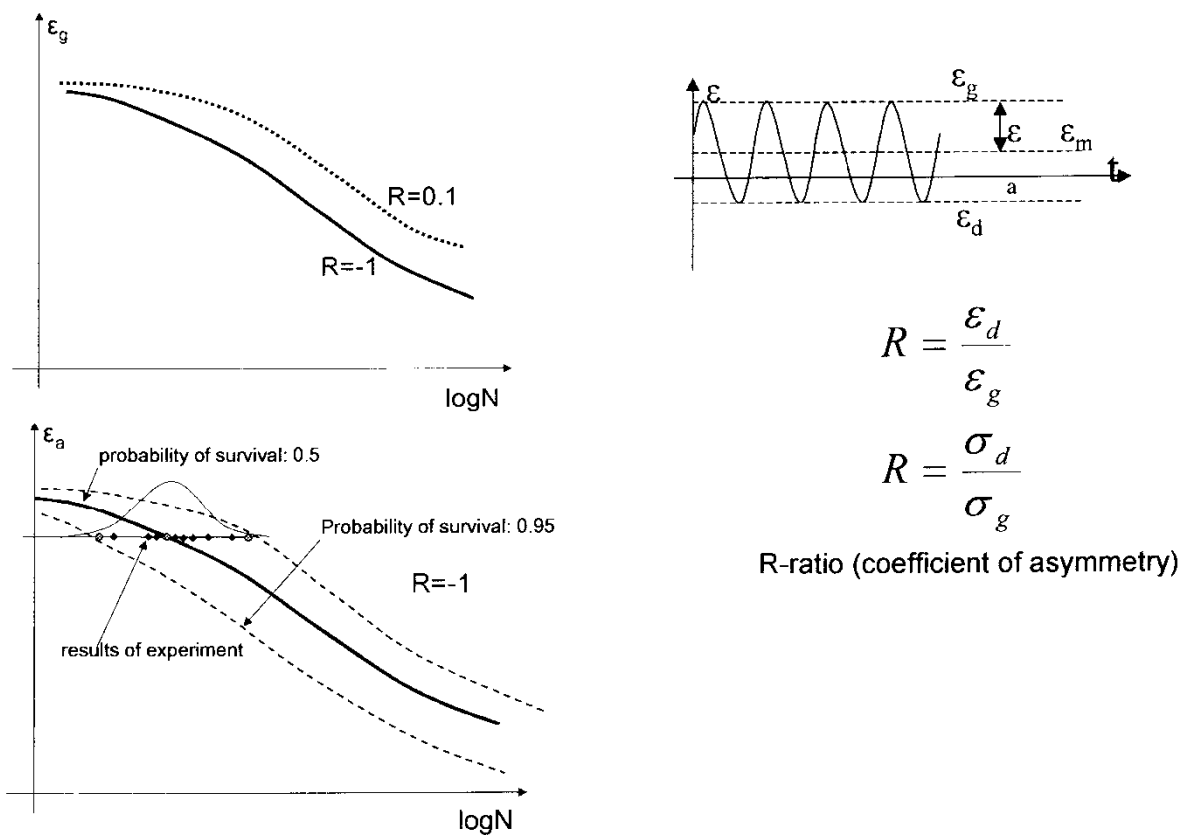 ε_g
R=0.1
R=-1
logN
ε
ε_g
ε
ε_m
t
a
ε_d
R = ε_d / ε_g
R = σ_d / σ_g
R-ratio (coefficient of asymmetry)
ε_a
probability of survival: 0.5
Probability of survival: 0.95
R=-1
results of experiment
logN